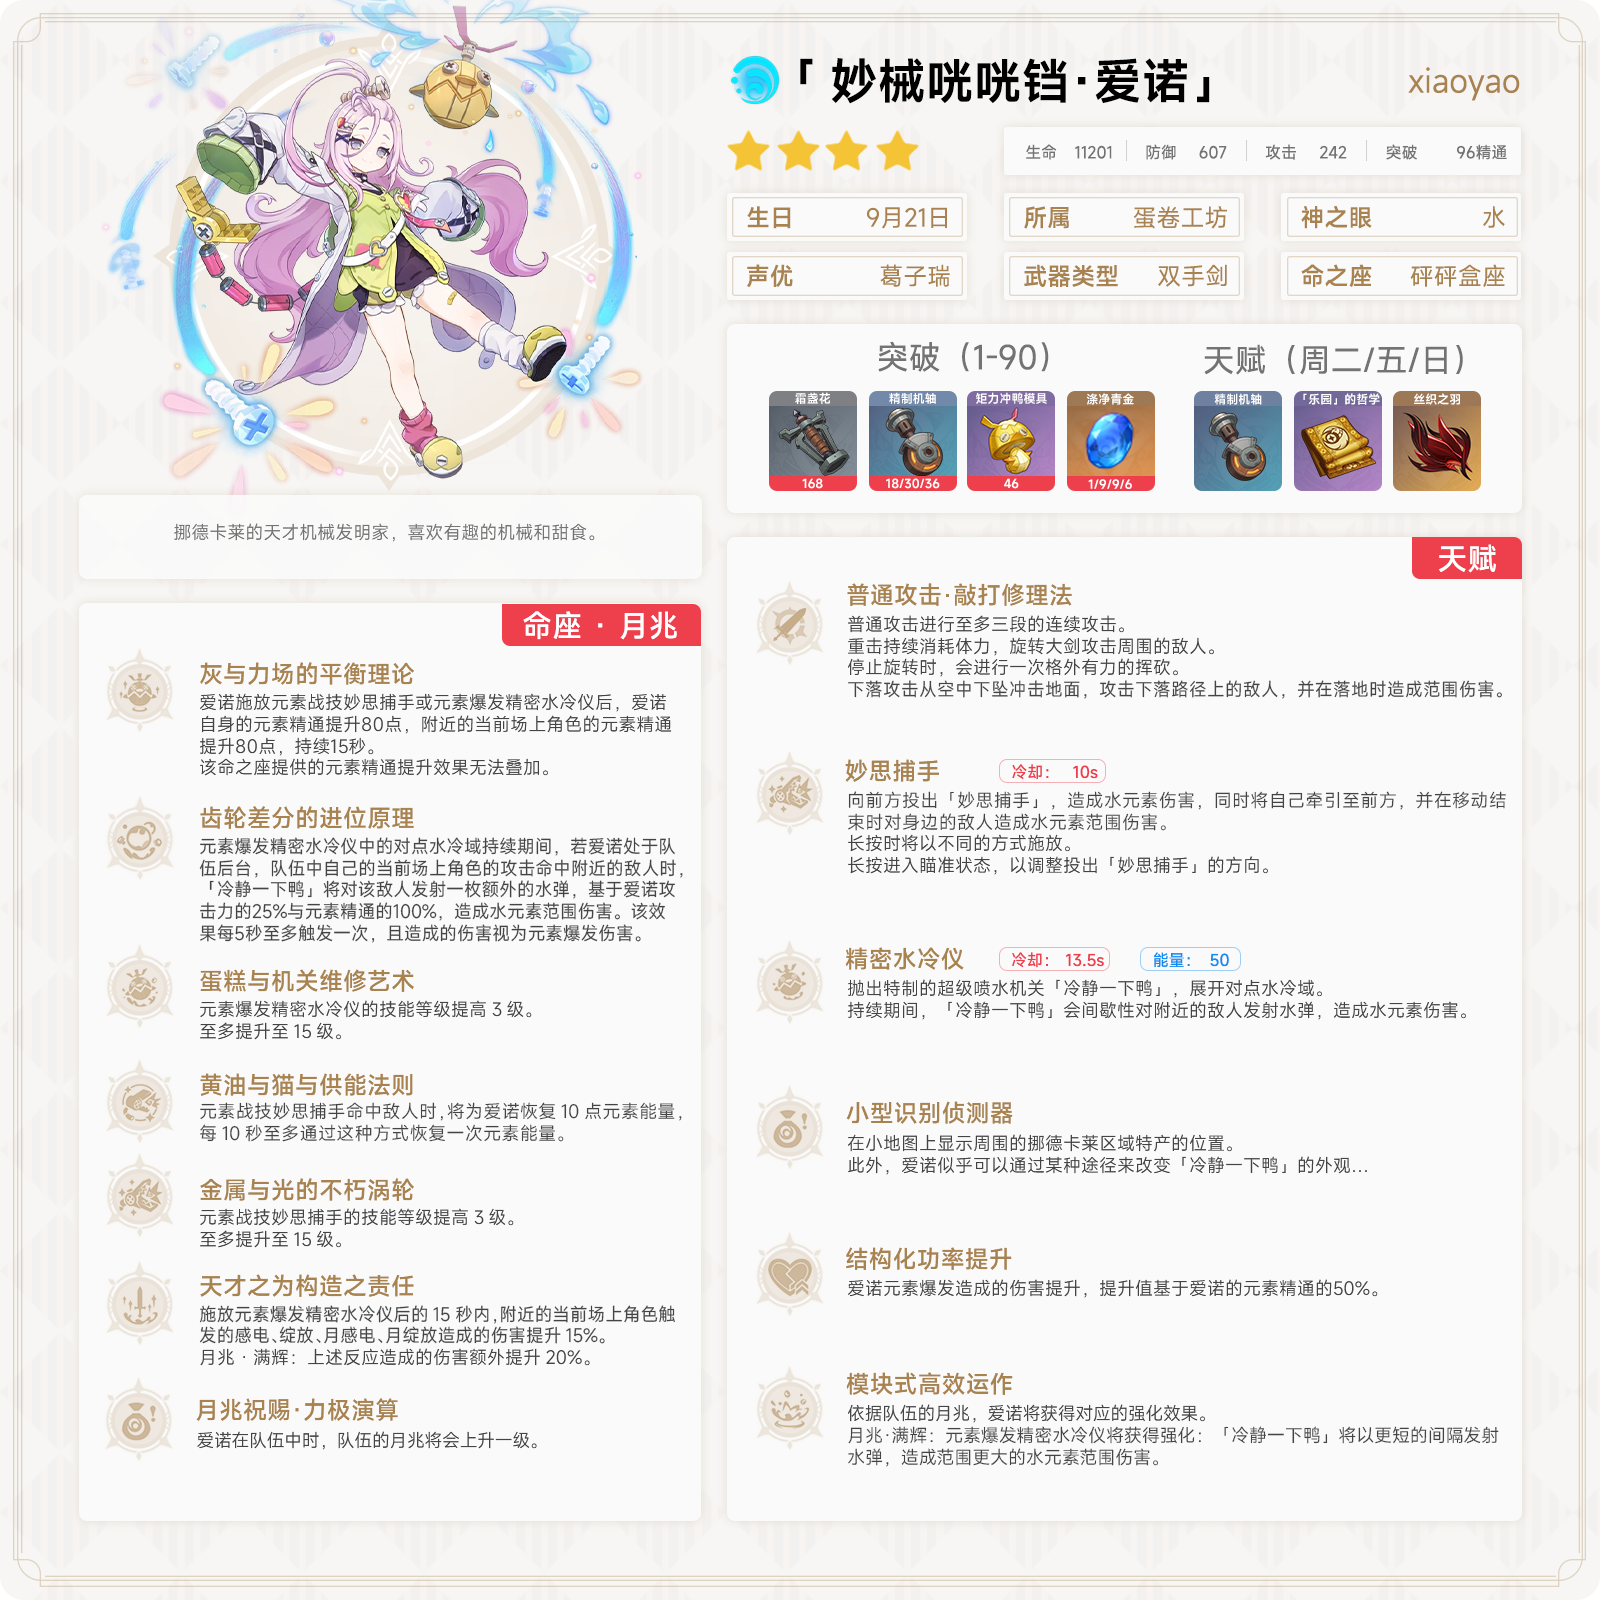 「 妙械咣咣铛·爱诺」
xiaoyao
生命 11201 防御 607 攻击 242 突破 96精通
生日 9月21日
所属 蛋卷工坊
神之眼 水
声优 葛子瑞
武器类型 双手剑
命之座 砰砰盒座
突破（1-90）
天赋（周二/五/日）
霜盏花
168
精制机轴
18/30/36
矩力冲鸭模具
46
涤净青金
1/9/9/6
精制机轴
「乐园」的哲学
丝织之羽
挪德卡莱的天才机械发明家，喜欢有趣的机械和甜食。
命座 · 月兆
灰与力场的平衡理论
爱诺施放元素战技妙思捕手或元素爆发精密水冷仪后，爱诺
自身的元素精通提升80点，附近的当前场上角色的元素精通
提升80点，持续15秒。
该命之座提供的元素精通提升效果无法叠加。
齿轮差分的进位原理
元素爆发精密水冷仪中的对点水冷域持续期间，若爱诺处于队
伍后台，队伍中自己的当前场上角色的攻击命中附近的敌人时，
「冷静一下鸭」将对该敌人发射一枚额外的水弹，基于爱诺攻
击力的25%与元素精通的100%，造成水元素范围伤害。该效
果每5秒至多触发一次，且造成的伤害视为元素爆发伤害。
蛋糕与机关维修艺术
元素爆发精密水冷仪的技能等级提高 3 级。
至多提升至 15 级。
黄油与猫与供能法则
元素战技妙思捕手命中敌人时,将为爱诺恢复 10 点元素能量，
每 10 秒至多通过这种方式恢复一次元素能量。
金属与光的不朽涡轮
元素战技妙思捕手的技能等级提高 3 级。
至多提升至 15 级。
天才之为构造之责任
施放元素爆发精密水冷仪后的 15 秒内,附近的当前场上角色触
发的感电、绽放、月感电、月绽放造成的伤害提升 15%。
月兆 · 满辉：上述反应造成的伤害额外提升 20%。
月兆祝赐·力极演算
爱诺在队伍中时，队伍的月兆将会上升一级。
天赋
普通攻击·敲打修理法
普通攻击进行至多三段的连续攻击。
重击持续消耗体力，旋转大剑攻击周围的敌人。
停止旋转时，会进行一次格外有力的挥砍。
下落攻击从空中下坠冲击地面，攻击下落路径上的敌人，并在落地时造成范围伤害。
妙思捕手 冷却： 10s
向前方投出「妙思捕手」，造成水元素伤害，同时将自己牵引至前方，并在移动结
束时对身边的敌人造成水元素范围伤害。
长按时将以不同的方式施放。
长按进入瞄准状态，以调整投出「妙思捕手」的方向。
精密水冷仪 冷却： 13.5s 能量： 50
抛出特制的超级喷水机关「冷静一下鸭」，展开对点水冷域。
持续期间，「冷静一下鸭」会间歇性对附近的敌人发射水弹，造成水元素伤害。
小型识别侦测器
在小地图上显示周围的挪德卡莱区域特产的位置。
此外，爱诺似乎可以通过某种途径来改变「冷静一下鸭」的外观…
结构化功率提升
爱诺元素爆发造成的伤害提升，提升值基于爱诺的元素精通的50%。
模块式高效运作
依据队伍的月兆，爱诺将获得对应的强化效果。
月兆·满辉：元素爆发精密水冷仪将获得强化：「冷静一下鸭」将以更短的间隔发射
水弹，造成范围更大的水元素范围伤害。